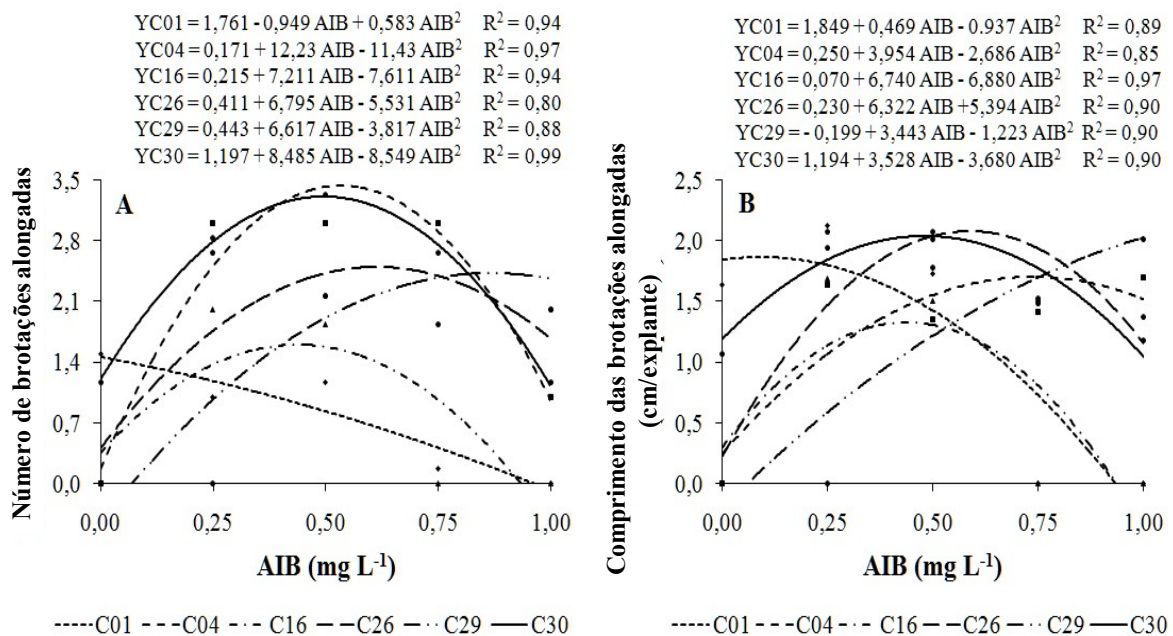 YC01 = 1,761 - 0,949 AIB + 0,583 AIB² R² = 0,94
YC04 = 0,171 + 12,23 AIB - 11,43 AIB² R² = 0,97
YC16 = 0,215 + 7,211 AIB - 7,611 AIB² R² = 0,94
YC26 = 0,411 + 6,795 AIB - 5,531 AIB² R² = 0,80
YC29 = 0,443 + 6,617 AIB - 3,817 AIB² R² = 0,88
YC30 = 1,197 + 8,485 AIB - 8,549 AIB² R² = 0,99
A
Número de brotações alongadas
3,5
2,8
2,1
1,4
0,7
0,0
0,00 0,25 0,50 0,75 1,00
AIB (mg L⁻¹)
C01 C04 C16 C26 C29 C30
YC01 = 1,849 + 0,469 AIB - 0,937 AIB² R² = 0,89
YC04 = 0,250 + 3,954 AIB - 2,686 AIB² R² = 0,85
YC16 = 0,070 + 6,740 AIB - 6,880 AIB² R² = 0,97
YC26 = 0,230 + 6,322 AIB + 5,394 AIB² R² = 0,90
YC29 = - 0,199 + 3,443 AIB - 1,223 AIB² R² = 0,90
YC30 = 1,194 + 3,528 AIB - 3,680 AIB² R² = 0,90
B
Comprimento das brotações alongadas
(cm/explante)
2,5
2,0
1,5
1,0
0,5
0,0
0,00 0,25 0,50 0,75 1,00
AIB (mg L⁻¹)
C01 C04 C16 C26 C29 C30